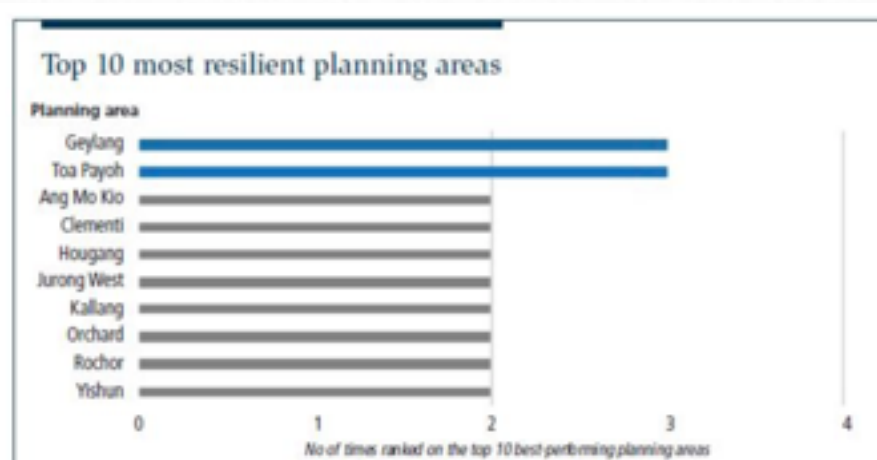 Top 10 most resilient planning areas
Planning area
Geylang
Toa Payoh
Ang Mo Kio
Clementi
Hougang
Jurong West
Kallang
Orchard
Rochor
Yishun
0 1 2 3 4
No of times ranked on the top 10 best-performing planning areas